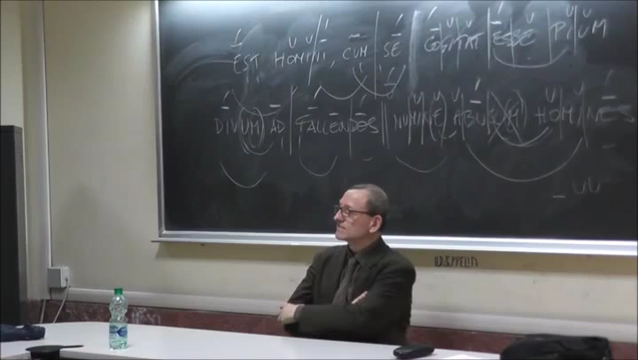 EST HOMINI, CUM SE COGITAT ESSE PIUM
DIVUM AD FALLENDOS NUMINE ABUSUM HOMINES